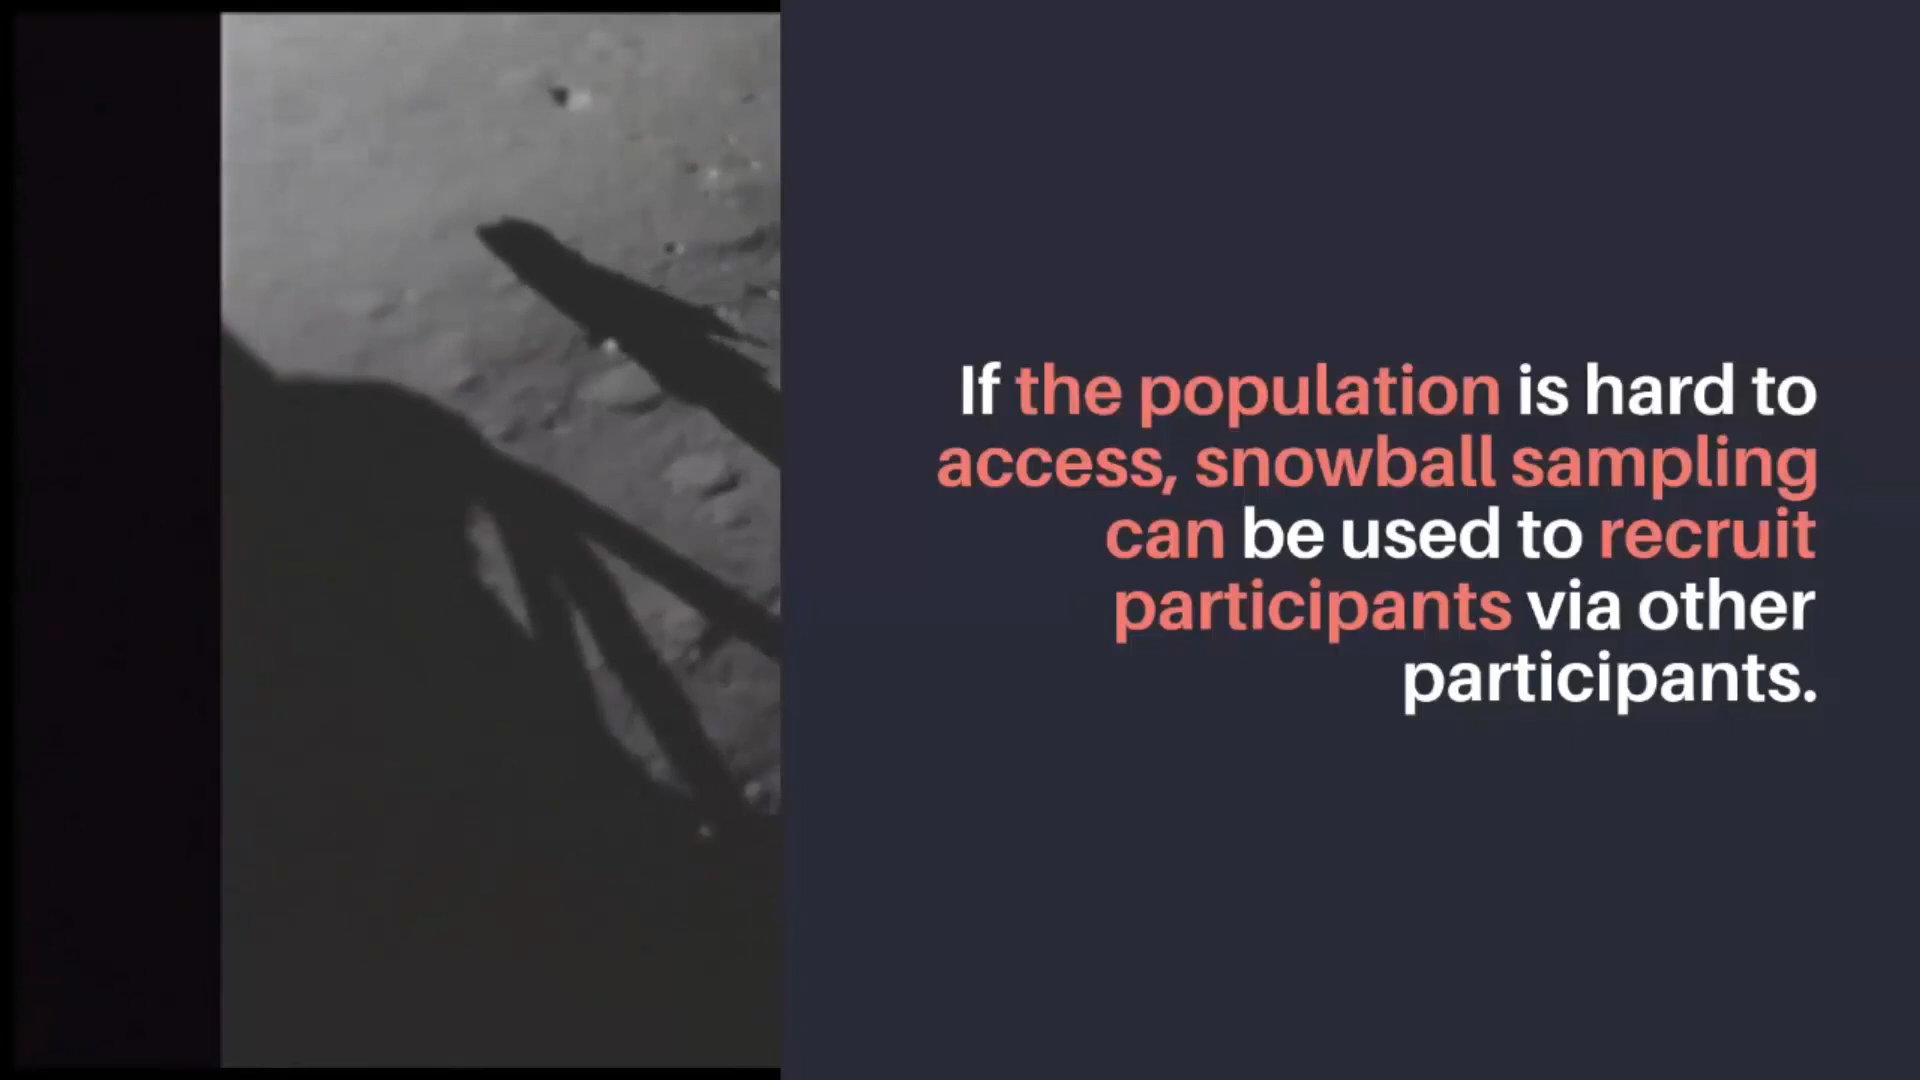 If the population is hard to
access, snowball sampling
can be used to recruit
participants via other
participants.